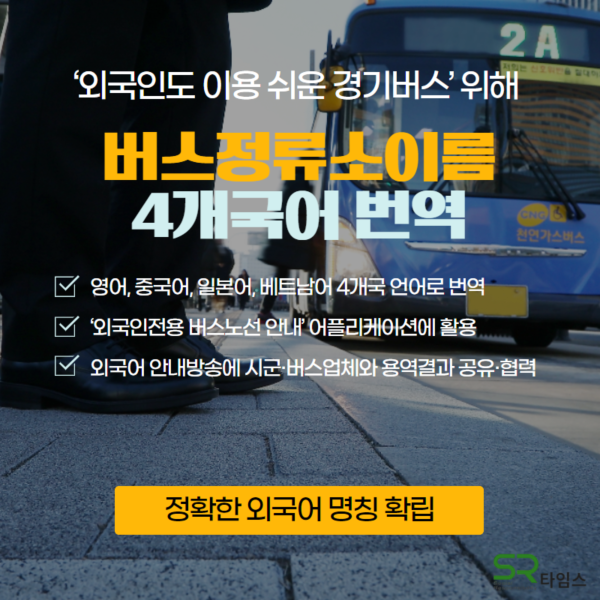 2A
'외국인도 이용 쉬운 경기버스' 위해
버스정류소이름
4개국어 번역
CNG
천연가스버스
영어, 중국어, 일본어, 베트남어 4개국 언어로 번역
'외국인전용 버스노선 안내' 어플리케이션에 활용
외국어 안내방송에 시군·버스업체와 용역결과 공유·협력
정확한 외국어 명칭 확립
SR타임스